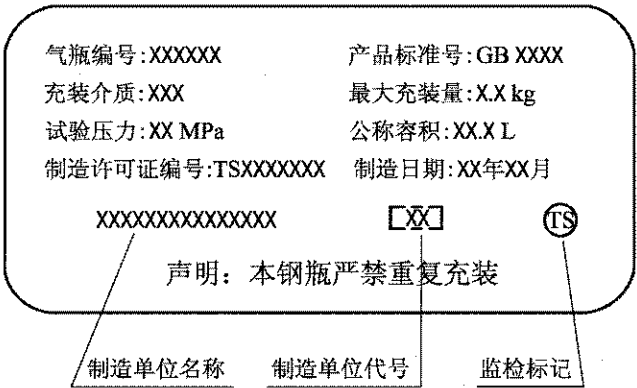 气瓶编号:XXXXXX 产品标准号:GB XXXX
充装介质:XXX 最大充装量:X.X kg
试验压力:XX MPa 公称容积:XX.X L
制造许可证编号:TSXXXXXXX 制造日期:XX年XX月
XXXXXXXXXXXXXXX [XX] TS
声明：本钢瓶严禁重复充装
制造单位名称 制造单位代号 监检标记